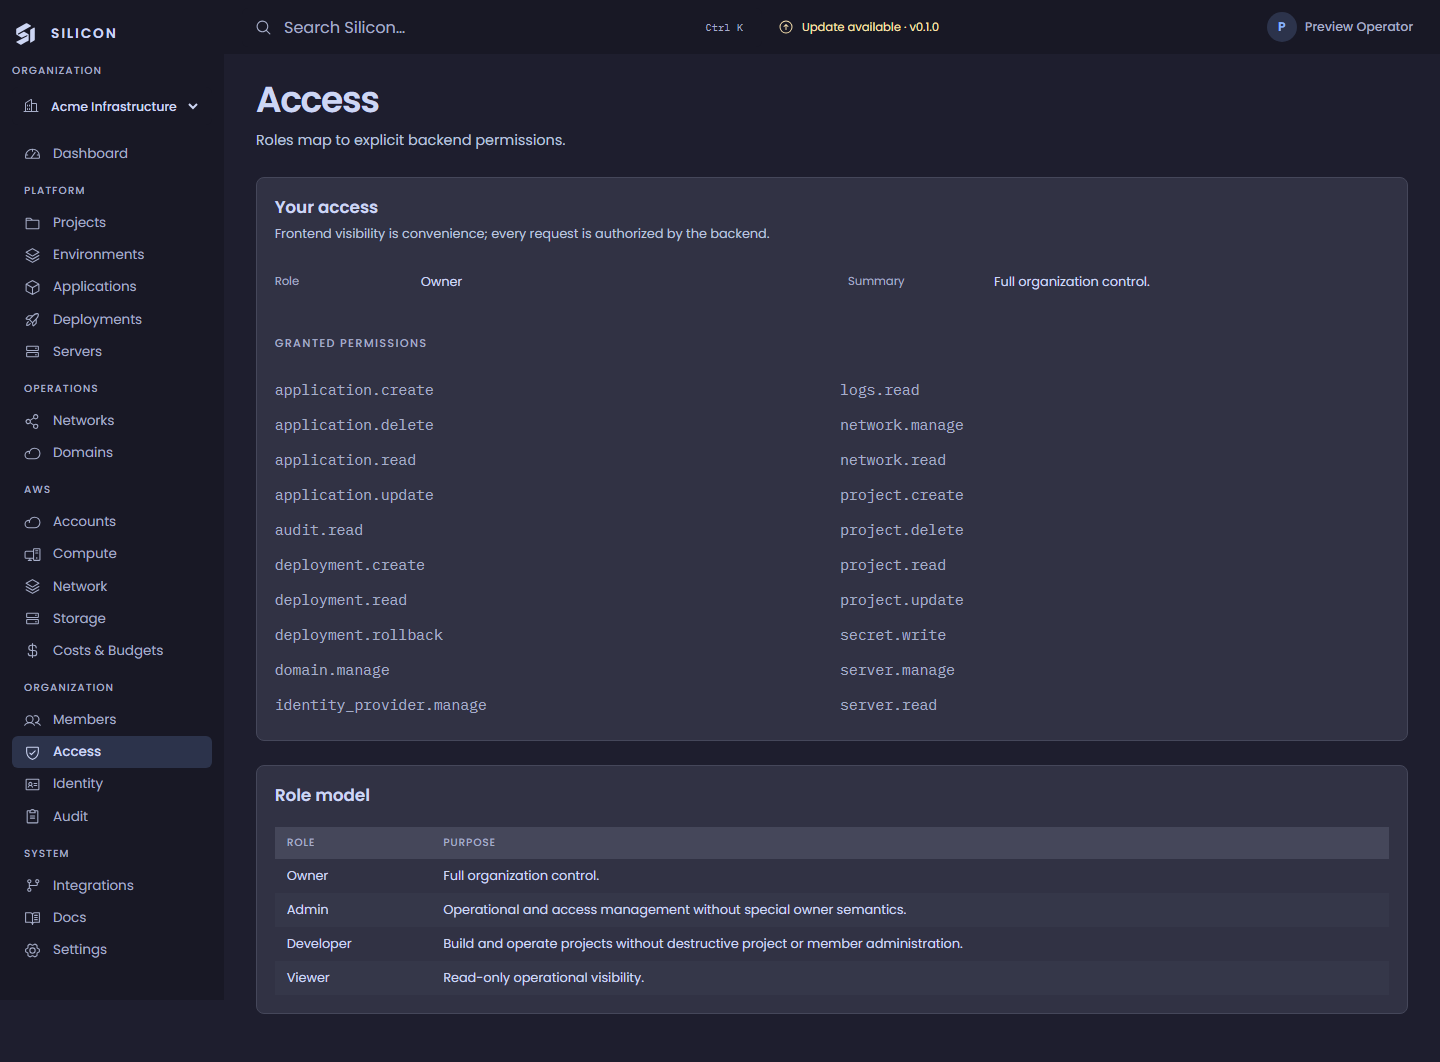 SILICON
Search Silicon...
Ctrl K
Update available · v0.1.0
P
Preview Operator
ORGANIZATION
Acme Infrastructure
Dashboard
PLATFORM
Projects
Environments
Applications
Deployments
Servers
OPERATIONS
Networks
Domains
AWS
Accounts
Compute
Network
Storage
Costs & Budgets
ORGANIZATION
Members
Access
Identity
Audit
SYSTEM
Integrations
Docs
Settings
Access
Roles map to explicit backend permissions.
Your access
Frontend visibility is convenience; every request is authorized by the backend.
Role Owner
Summary Full organization control.
GRANTED PERMISSIONS
application.create
application.delete
application.read
application.update
audit.read
deployment.create
deployment.read
deployment.rollback
domain.manage
identity_provider.manage
logs.read
network.manage
network.read
project.create
project.delete
project.read
project.update
secret.write
server.manage
server.read
Role model
ROLE PURPOSE
Owner Full organization control.
Admin Operational and access management without special owner semantics.
Developer Build and operate projects without destructive project or member administration.
Viewer Read-only operational visibility.